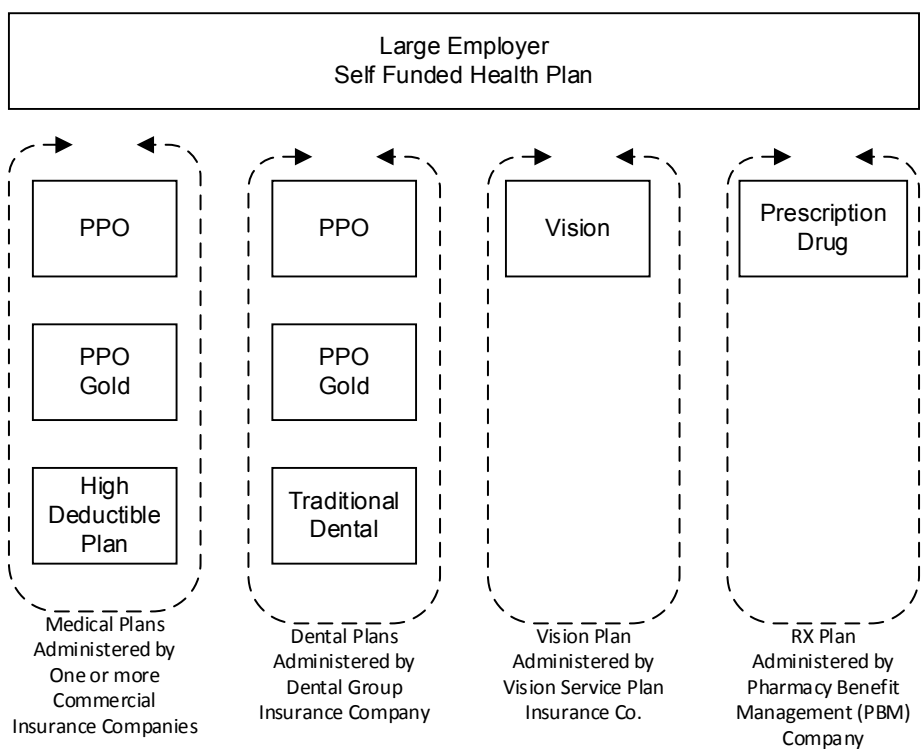 Large Employer
Self Funded Health Plan
PPO
PPO
Gold
High
Deductible
Plan
Medical Plans
Administered by
One or more
Commercial
Insurance Companies
PPO
PPO
Gold
Traditional
Dental
Dental Plans
Administered by
Dental Group
Insurance Company
Vision
Vision Plan
Administered by
Vision Service Plan
Insurance Co.
Prescription
Drug
RX Plan
Administered by
Pharmacy Benefit
Management (PBM)
Company